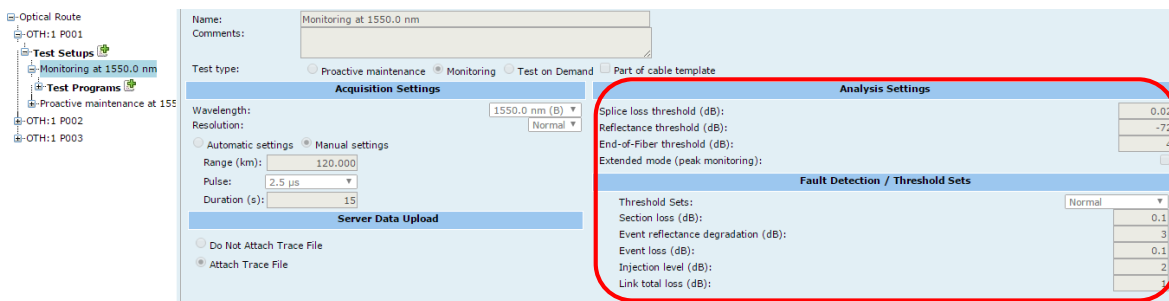 Optical Route
OTH:1 P001
Test Setups
Monitoring at 1550.0 nm
Test Programs
Proactive maintenance at 155
OTH:1 P002
OTH:1 P003
Name: Monitoring at 1550.0 nm
Comments:
Test type: Proactive maintenance Monitoring Test on Demand Part of cable template
Acquisition Settings
Wavelength: 1550.0 nm (B)
Resolution: Normal
Automatic settings Manual settings
Range (km): 120.000
Pulse: 2.5 µs
Duration (s): 15
Server Data Upload
Do Not Attach Trace File
Attach Trace File
Analysis Settings
Splice loss threshold (dB): 0.02
Reflectance threshold (dB): -72
End-of-Fiber threshold (dB): 4
Extended mode (peak monitoring):
Fault Detection / Threshold Sets
Threshold Sets: Normal
Section loss (dB): 0.1
Event reflectance degradation (dB): 3
Event loss (dB): 0.1
Injection level (dB): 2
Link total loss (dB):